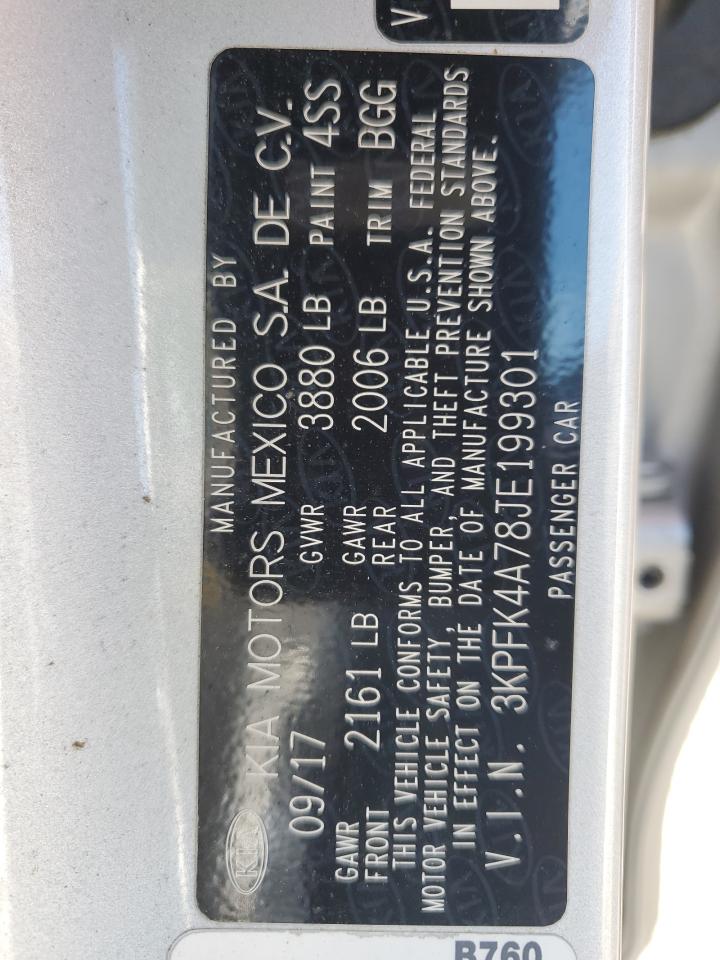 MANUFACTURED BY
KIA KIA MOTORS MEXICO S.A. DE C.V.
09/17 GVWR 3880 LB PAINT 4SS
GAWR FRONT 2161 LB GAWR REAR 2006 LB TRIM BGG
THIS VEHICLE CONFORMS TO ALL APPLICABLE U.S.A. FEDERAL
MOTOR VEHICLE SAFETY, BUMPER, AND THEFT PREVENTION STANDARDS
IN EFFECT ON THE DATE OF MANUFACTURE SHOWN ABOVE.
V.I.N. 3KPFK4A78JE199301
PASSENGER CAR
V
B760